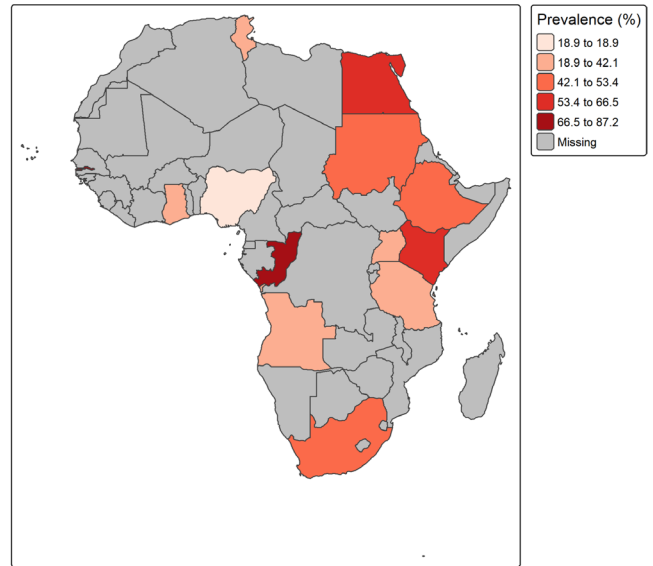 Prevalence (%)
18.9 to 18.9
18.9 to 42.1
42.1 to 53.4
53.4 to 66.5
66.5 to 87.2
Missing